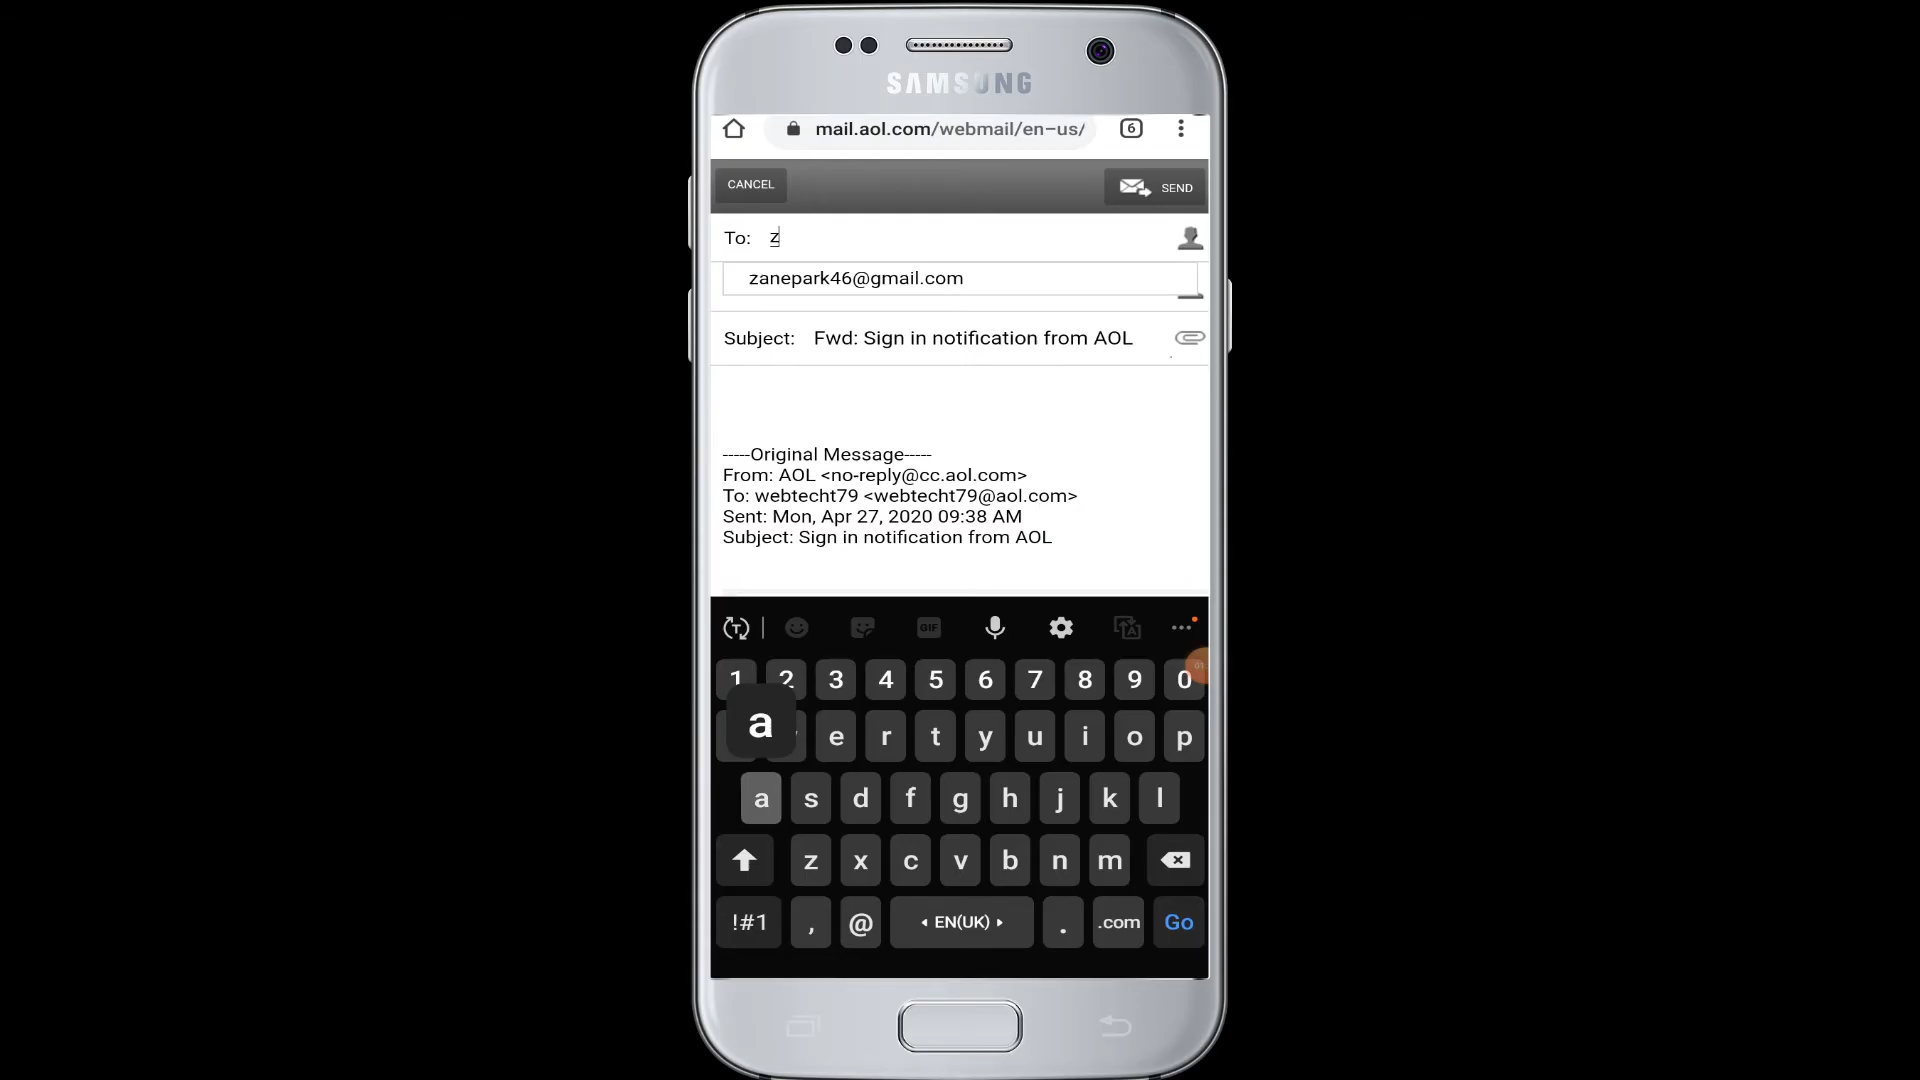 SAMSUNG
mail.aol.com/webmail/en-us/ 6
CANCEL SEND
To: z
zanepark46@gmail.com
Subject: Fwd: Sign in notification from AOL
-----Original Message-----
From: AOL <no-reply@cc.aol.com>
To: webtecht79 <webtecht79@aol.com>
Sent: Mon, Apr 27, 2020 09:38 AM
Subject: Sign in notification from AOL
T GIF A
1 2 3 4 5 6 7 8 9 0
a
e r t y u i o p
a s d f g h j k l
z x c v b n m
!#1 , @ EN(UK) . .com Go